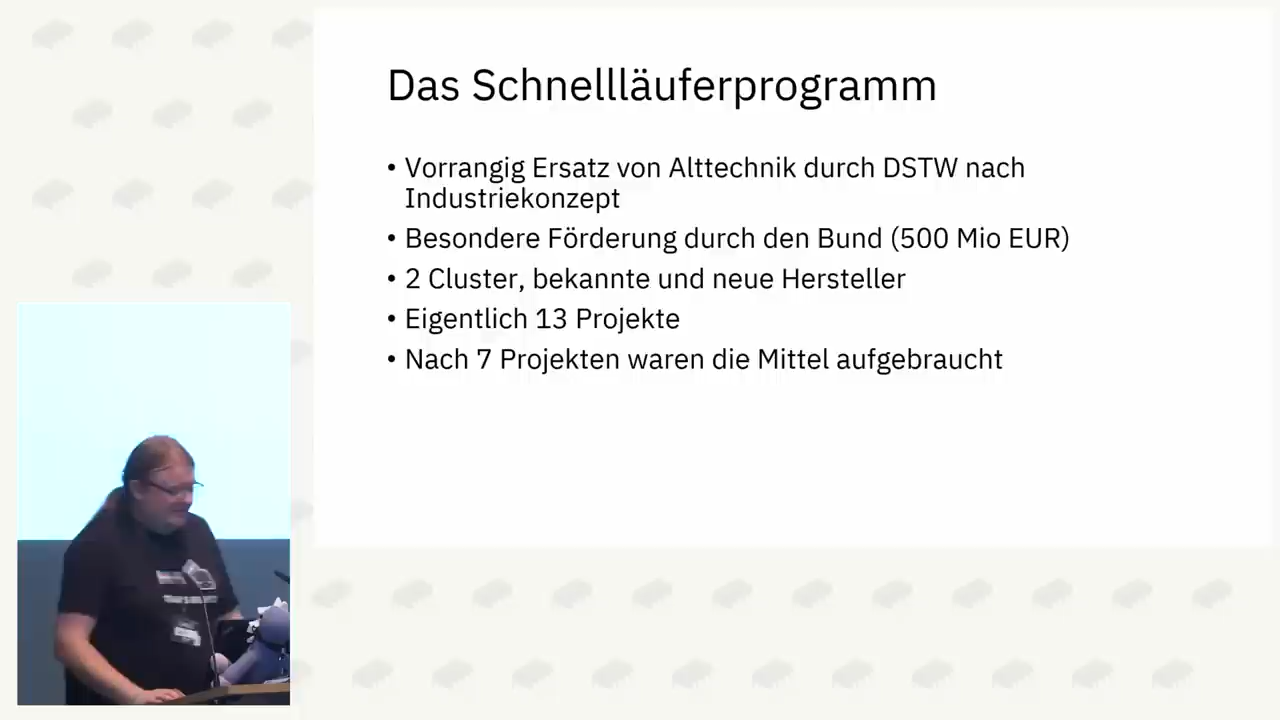 Das Schnellläuferprogramm
• Vorrangig Ersatz von Alttechnik durch DSTW nach
Industriekonzept
• Besondere Förderung durch den Bund (500 Mio EUR)
• 2 Cluster, bekannte und neue Hersteller
• Eigentlich 13 Projekte
• Nach 7 Projekten waren die Mittel aufgebraucht